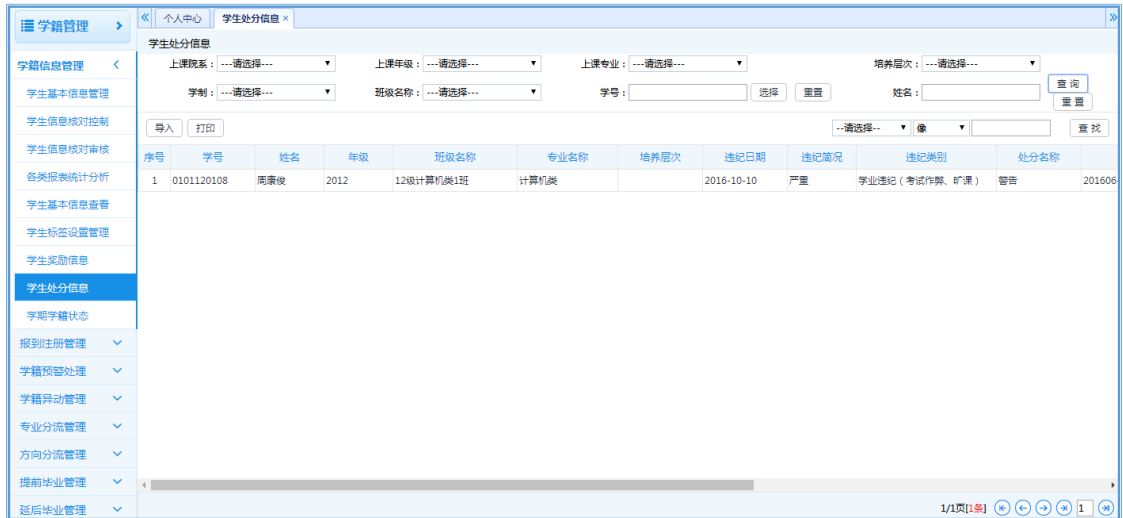 学籍管理
个人中心 学生处分信息 ×
学生处分信息
学籍信息管理
上课院系：---请选择--- 上课年级：---请选择--- 上课专业：---请选择--- 培养层次：---请选择---
学制：---请选择--- 班级名称：---请选择--- 学号： 选择 重置 姓名： 查询
重置
导入 打印 --请选择-- 像 查找
序号 学号 姓名 年级 班级名称 专业名称 培养层次 违纪日期 违纪简况 违纪类别 处分名称
1 0101120108 周康俊 2012 12级计算机类1班 计算机类 2016-10-10 严重 学业违纪（考试作弊、旷课） 警告 201606-
学生基本信息管理
学生信息核对控制
学生信息核对审核
各类报表统计分析
学生基本信息查看
学生标签设置管理
学生奖励信息
学生处分信息
学期学籍状态
报到注册管理
学籍预警处理
学籍异动管理
专业分流管理
方向分流管理
提前毕业管理
延后毕业管理
1/1页[1条] 1